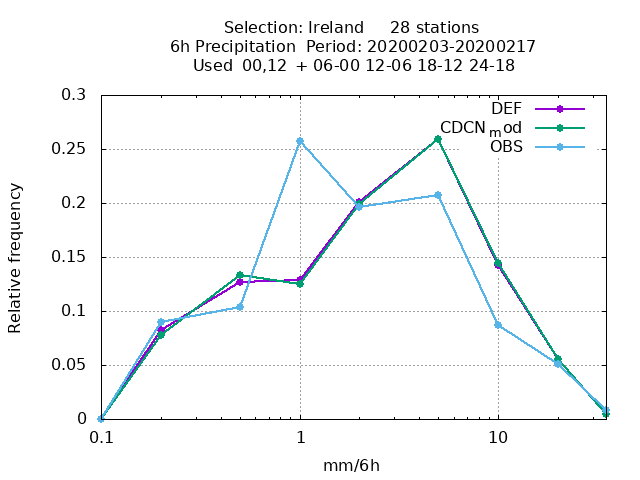 Selection: Ireland 28 stations
6h Precipitation Period: 20200203-20200217
Used 00,12 + 06-00 12-06 18-12 24-18
0.3
0.25
0.2
0.15
0.1
0.05
0
0.1
1
10
Relative frequency
mm/6h
DEF
CDCN mod
OBS